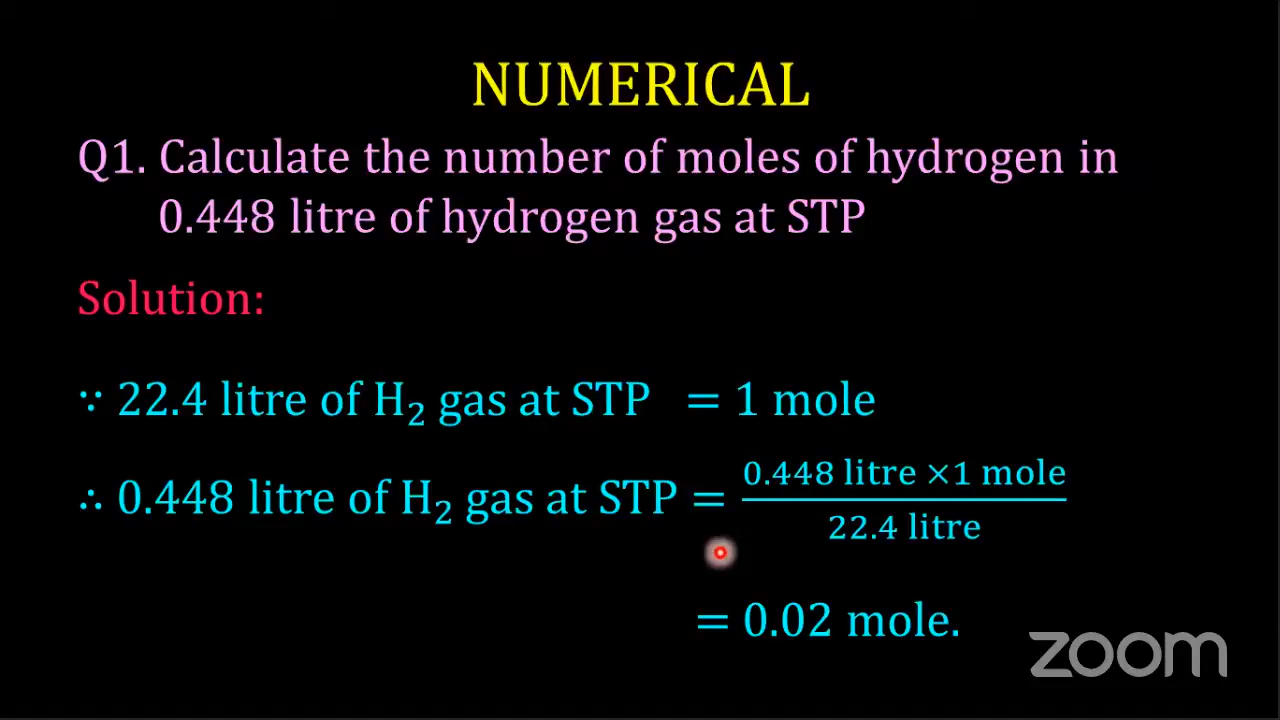 NUMERICAL
Q1. Calculate the number of moles of hydrogen in
0.448 litre of hydrogen gas at STP
Solution:
∵ 22.4 litre of H₂ gas at STP = 1 mole
∴ 0.448 litre of H₂ gas at STP = 0.448 litre ×1 mole / 22.4 litre
= 0.02 mole.
zoom